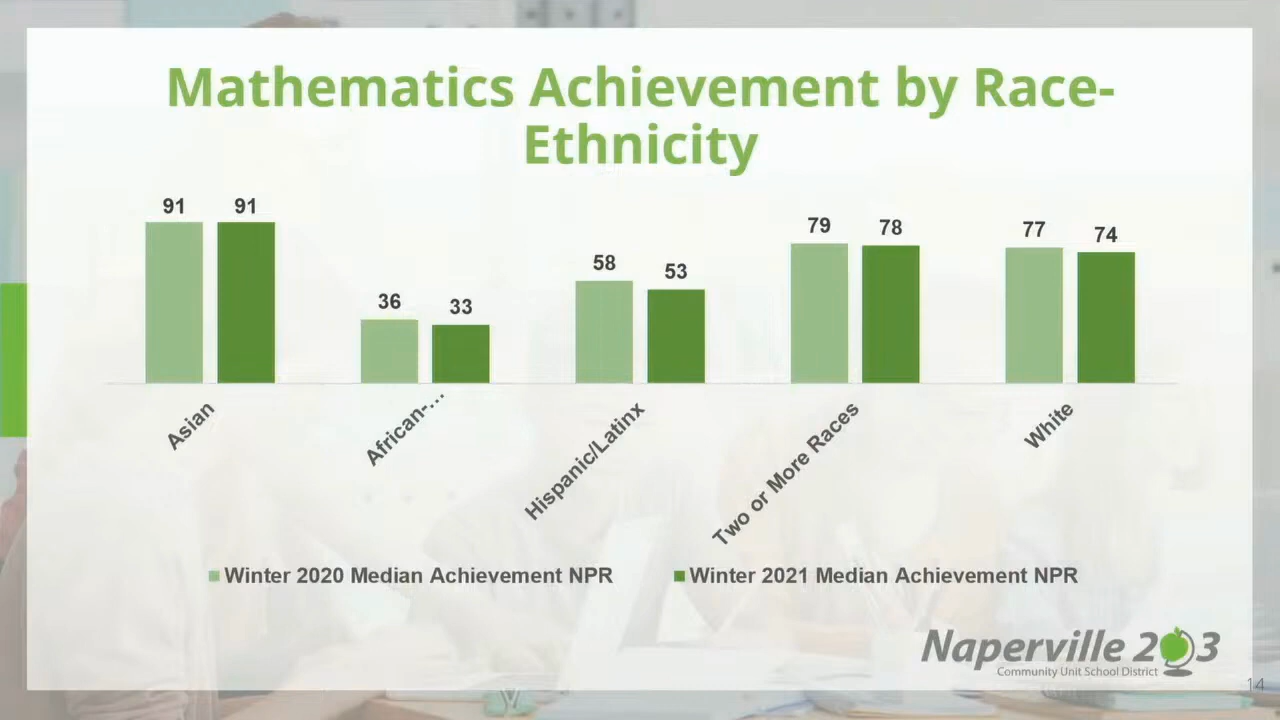 Mathematics Achievement by Race-
Ethnicity
91 91
36 33
58 53
79 78
77 74
Asian
African-...
Hispanic/Latinx
Two or More Races
White
Winter 2020 Median Achievement NPR
Winter 2021 Median Achievement NPR
Naperville 203
Community Unit School District
14